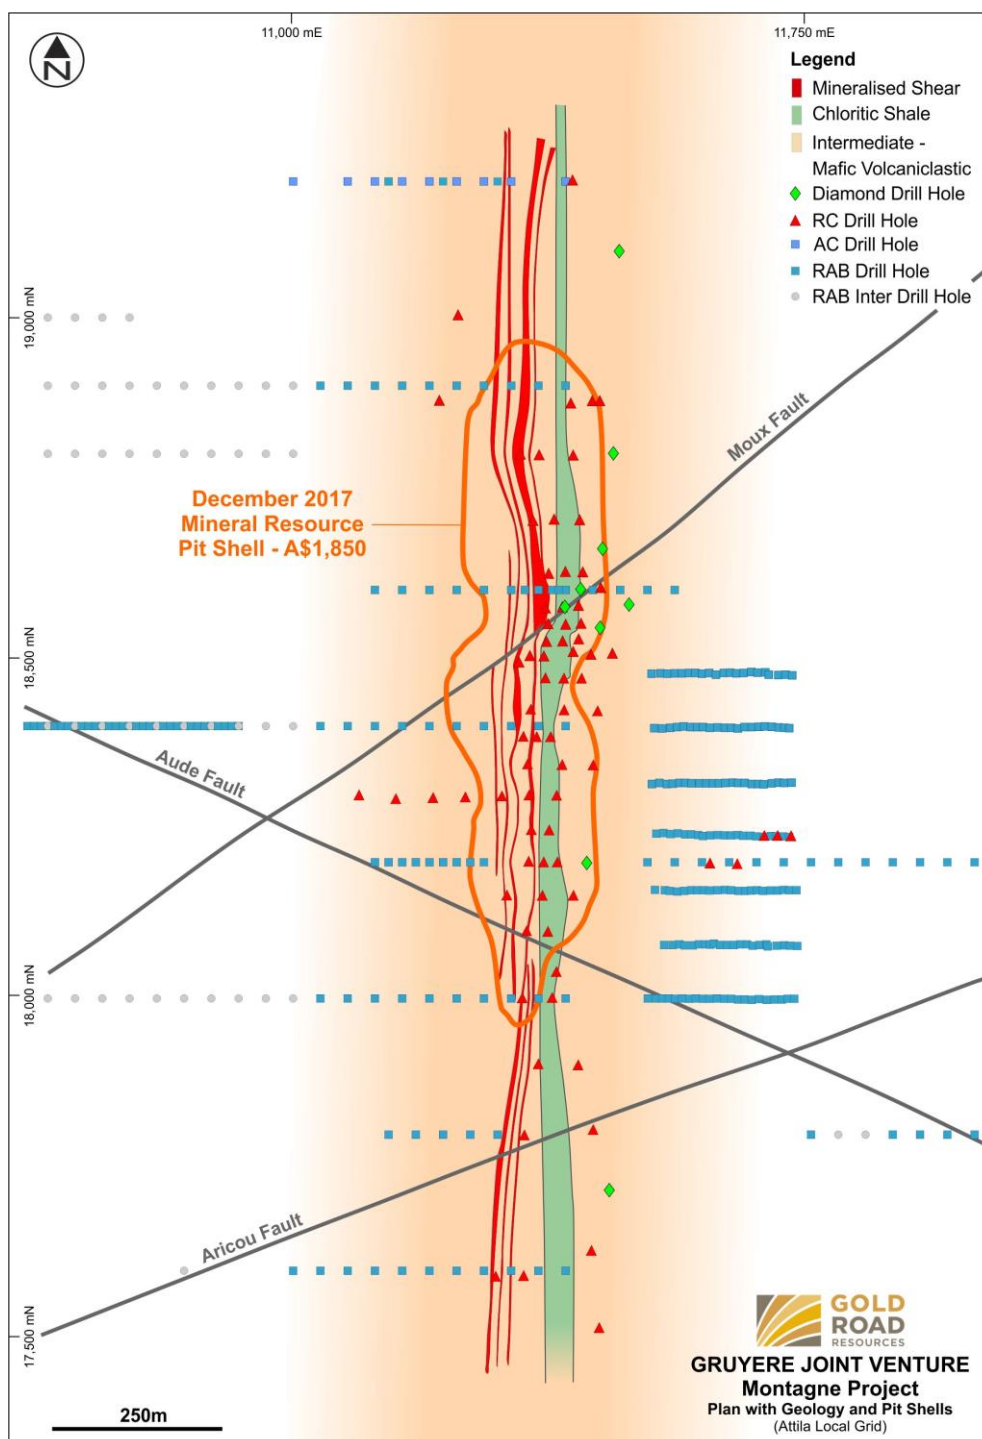 11,000 mE
11,750 mE
N
Legend
Mineralised Shear
Chloritic Shale
Intermediate -
Mafic Volcaniclastic
Diamond Drill Hole
RC Drill Hole
AC Drill Hole
RAB Drill Hole
RAB Inter Drill Hole
19,000 mN
Moux Fault
December 2017
Mineral Resource
Pit Shell - A$1,850
18,500 mN
Aude Fault
18,000 mN
Aricou Fault
17,500 mN
GOLD
ROAD
RESOURCES
GRUYERE JOINT VENTURE
Montagne Project
Plan with Geology and Pit Shells
(Attila Local Grid)
250m